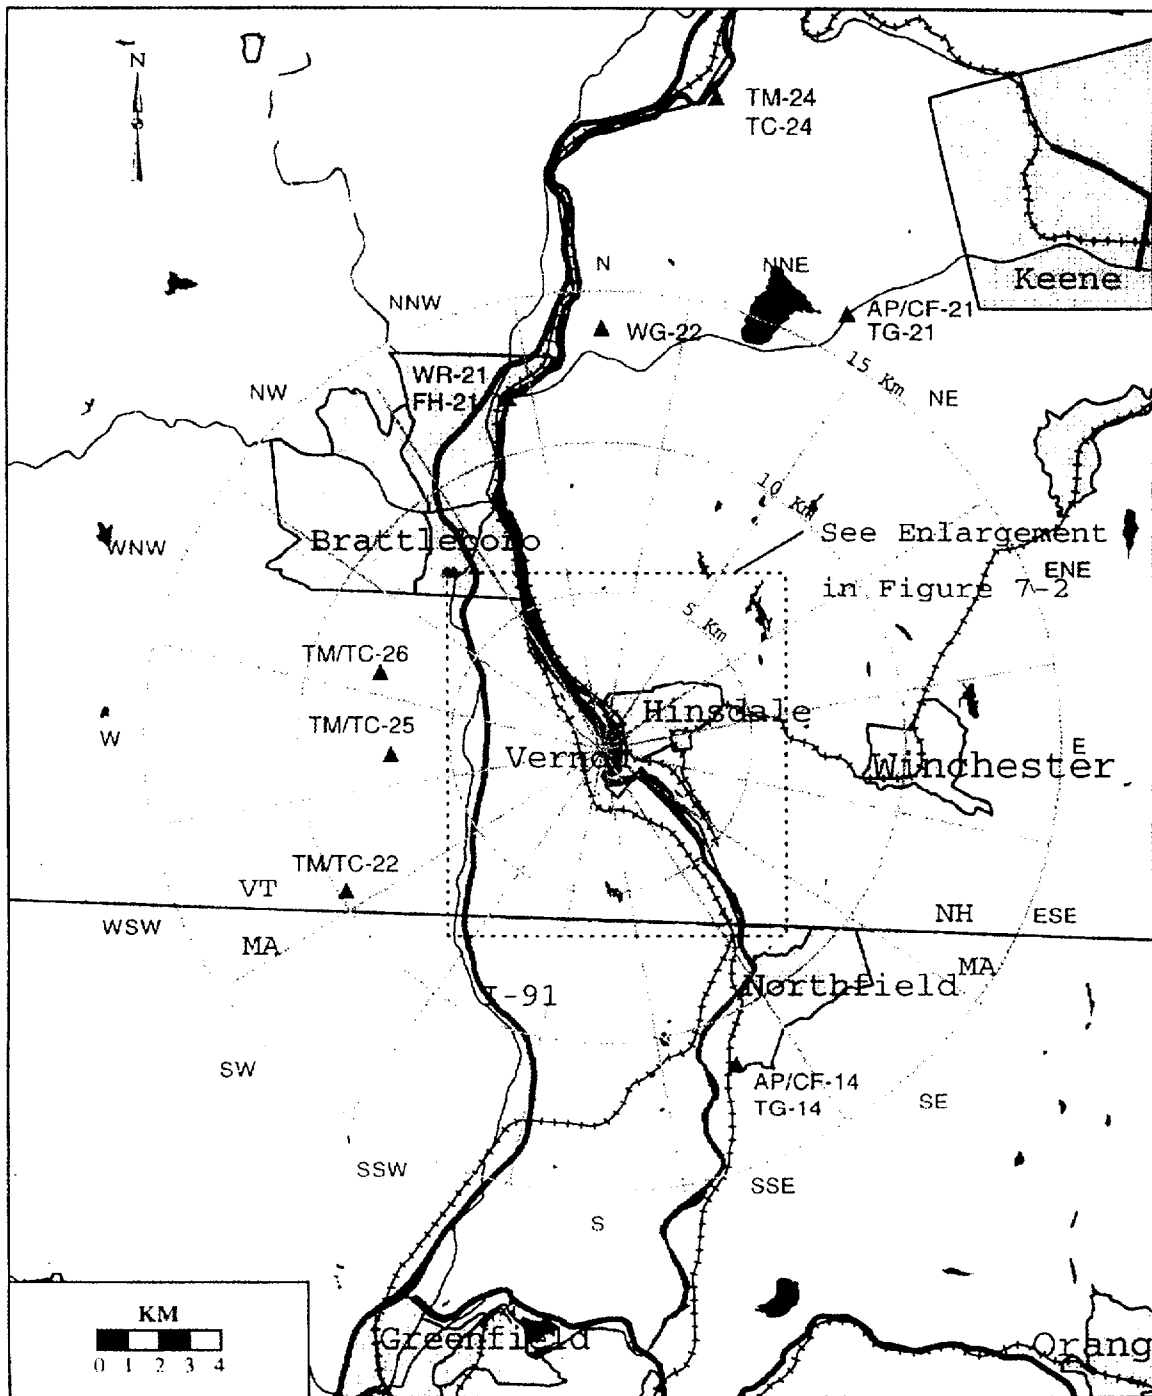 N
TM-24
TC-24
N
NNE
Keene
NNW
AP/CF-21
TG-21
WG-22
15 Km
WR-21
FH-21
NW
NE
10 Km
See Enlargement
in Figure 7-2
Brattleboro
WNW
ENE
5 Km
TM/TC-26
Hinsdale
TM/TC-25
W
E
Vernon
Winchester
TM/TC-22
VT
NH
ESE
WSW
MA
MA
Northfield
I-91
SW
AP/CF-14
TG-14
SE
SSW
SSE
S
KM
0 1 2 3 4
Greenfield
Orang